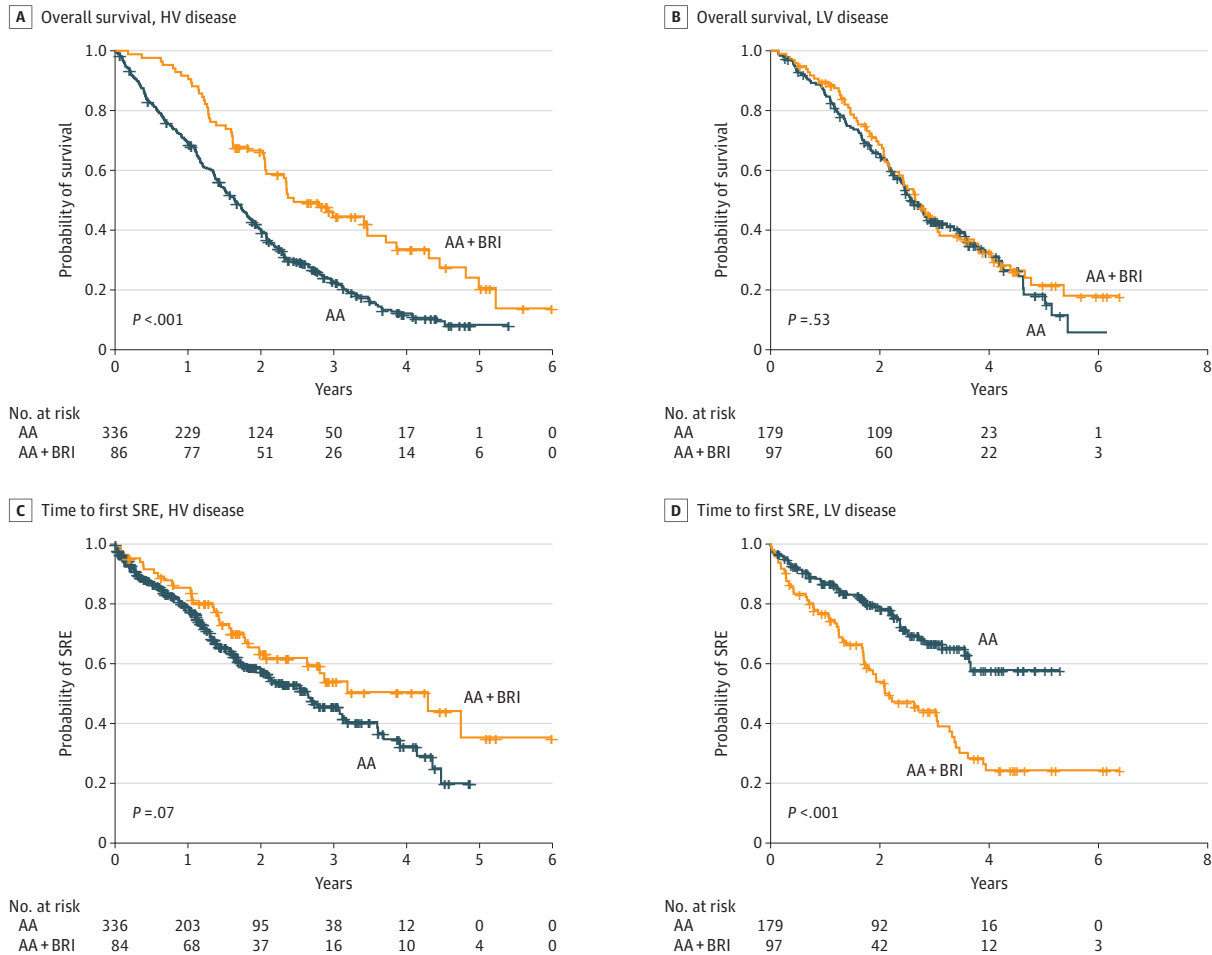 A Overall survival, HV disease
1.0
0.8
0.6
0.4
0.2
0
Probability of survival
AA + BRI
AA
P <.001
0 1 2 3 4 5 6
Years
No. at risk
AA 336 229 124 50 17 1 0
AA + BRI 86 77 51 26 14 6 0
B Overall survival, LV disease
1.0
0.8
0.6
0.4
0.2
0
Probability of survival
AA + BRI
AA
P =.53
0 2 4 6 8
Years
No. at risk
AA 179 109 23 1
AA + BRI 97 60 22 3
C Time to first SRE, HV disease
1.0
0.8
0.6
0.4
0.2
0
Probability of SRE
AA + BRI
AA
P =.07
0 1 2 3 4 5 6
Years
No. at risk
AA 336 203 95 38 12 0 0
AA + BRI 84 68 37 16 10 4 0
D Time to first SRE, LV disease
1.0
0.8
0.6
0.4
0.2
0
Probability of SRE
AA
AA + BRI
P <.001
0 2 4 6 8
Years
No. at risk
AA 179 92 16 0
AA + BRI 97 42 12 3